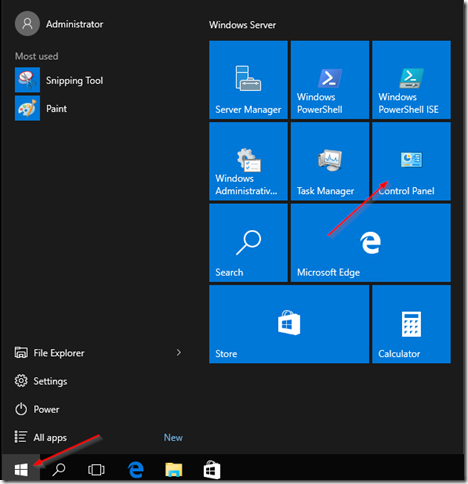 Administrator
Most used
Snipping Tool
Paint
File Explorer
Settings
Power
All apps
New
Windows Server
Server Manager
Windows
PowerShell
Windows
PowerShell ISE
Windows
Administrativ...
Task Manager
Control Panel
Search
Microsoft Edge
Store
Calculator